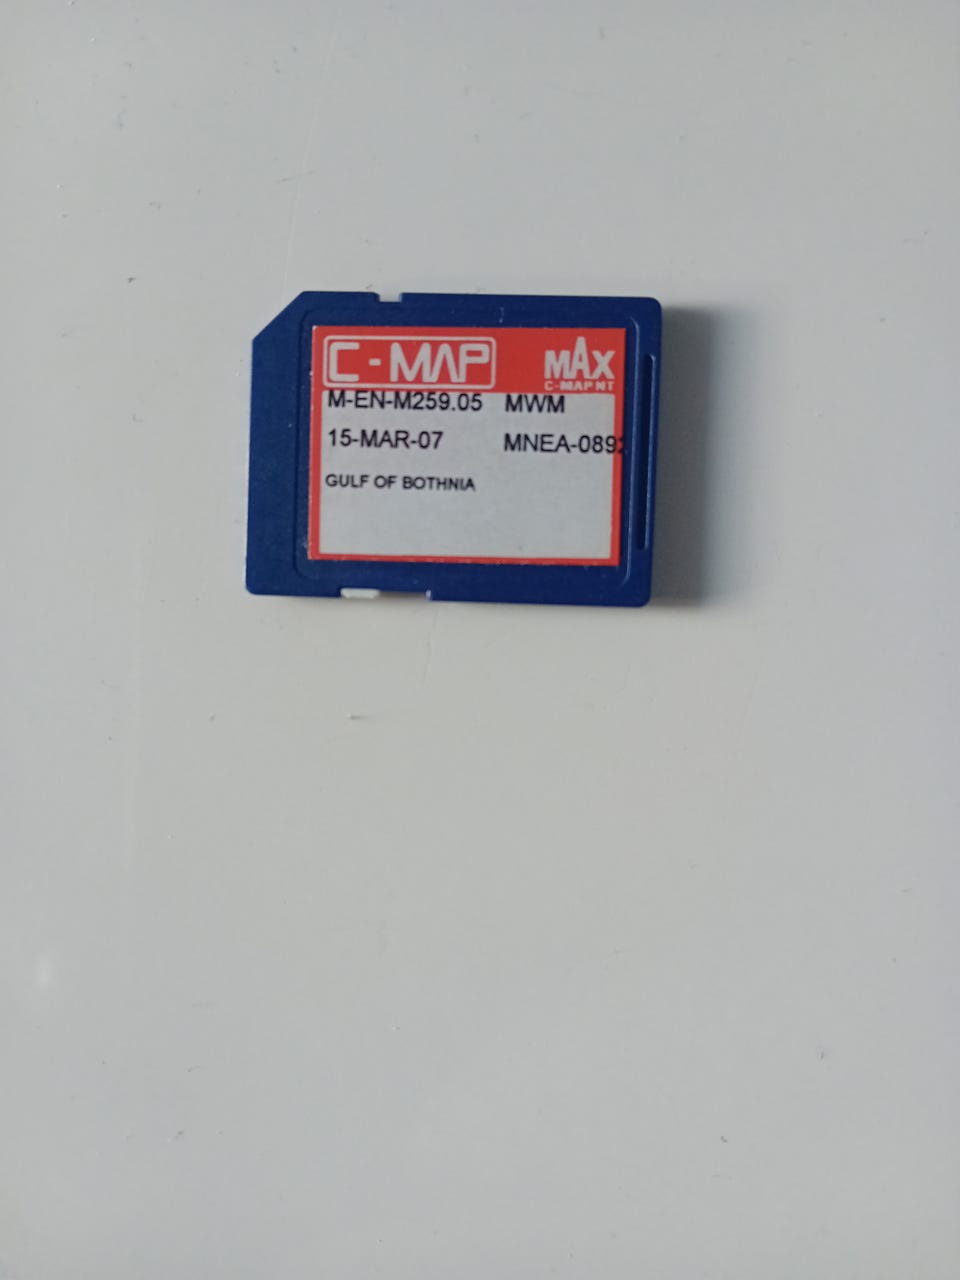 C-MAP MAX
C-MAP NT
M-EN-M259.05 MWM
15-MAR-07 MNEA-089
GULF OF BOTHNIA